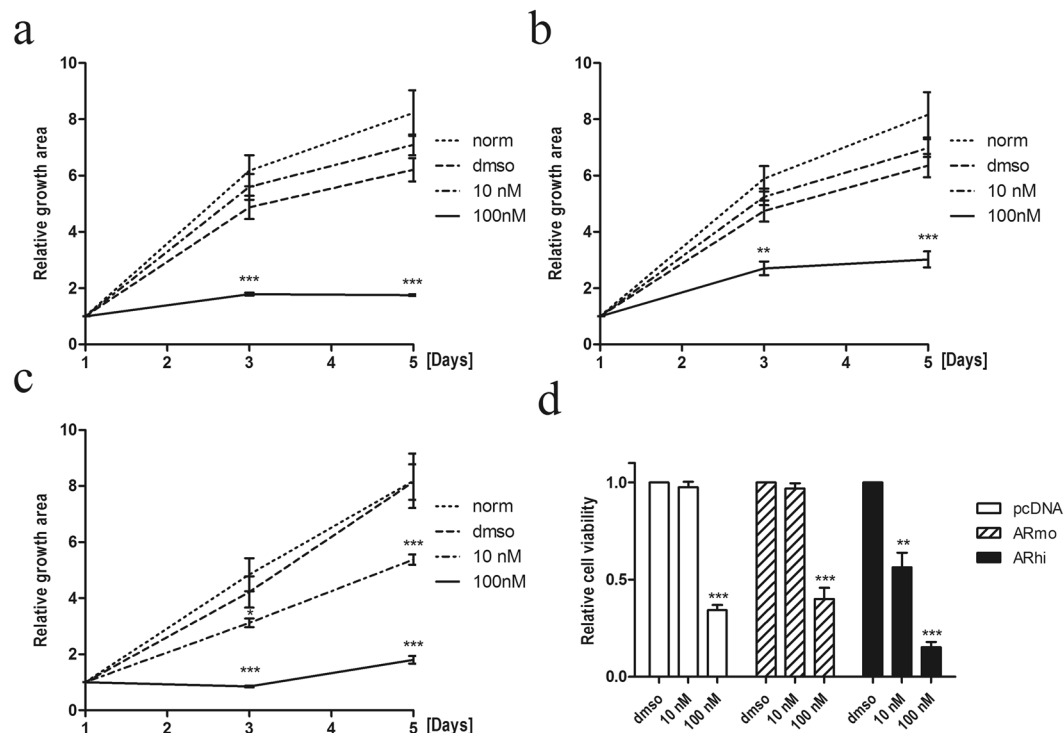 a
Relative growth area
10
8
6
4
2
0
1
2
3
4
5
[Days]
***
***
norm
dmso
10 nM
100nM
b
Relative growth area
10
8
6
4
2
0
1
2
3
4
5
[Days]
**
***
norm
dmso
10 nM
100nM
c
Relative growth area
10
8
6
4
2
0
1
2
3
4
5
[Days]
*
***
***
***
norm
dmso
10 nM
100nM
d
Relative cell viability
1.0
0.5
0.0
***
***
**
***
dmso
10 nM
100 nM
dmso
10 nM
100 nM
dmso
10 nM
100 nM
pcDNA
ARmo
ARhi